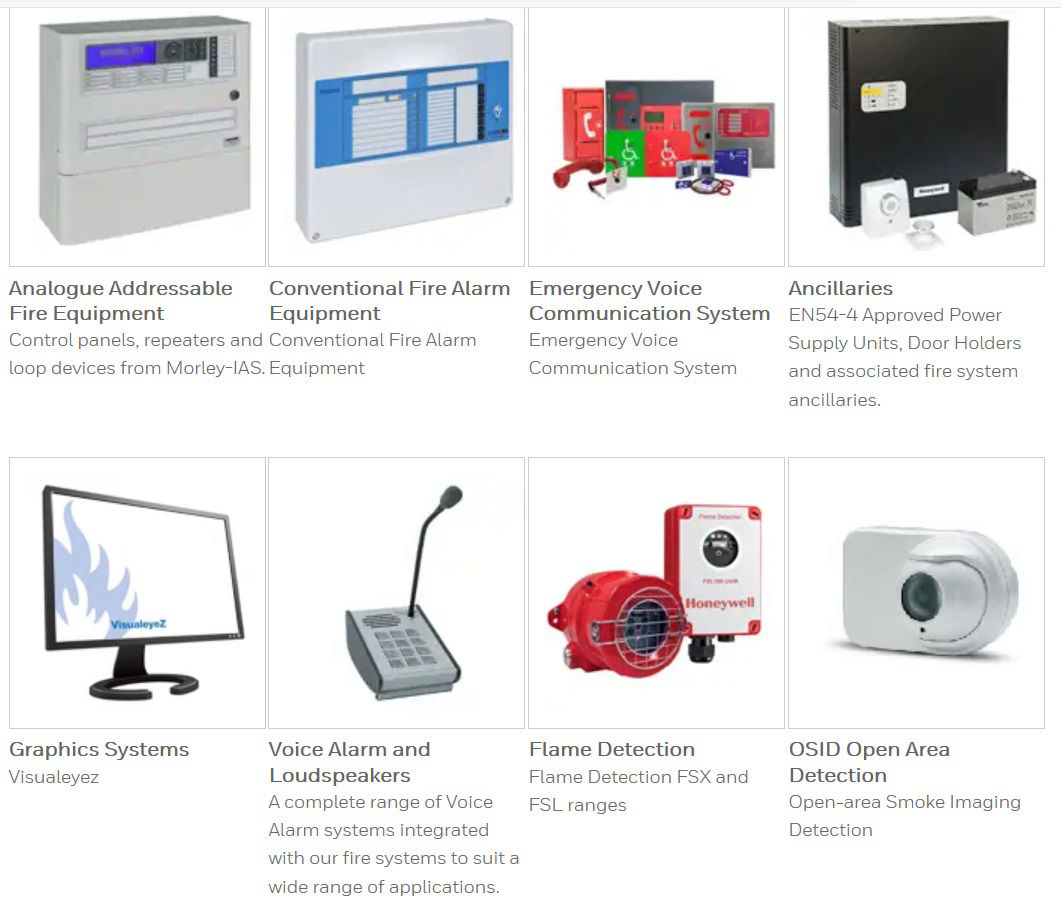 Analogue Addressable
Fire Equipment
Control panels, repeaters and
loop devices from Morley-IAS.
Conventional Fire Alarm
Equipment
Conventional Fire Alarm
Equipment
Emergency Voice
Communication System
Emergency Voice
Communication System
Honeywell
Ancillaries
EN54-4 Approved Power
Supply Units, Door Holders
and associated fire system
ancillaries.
VisualeyeZ
Graphics Systems
Visualeyez
Voice Alarm and
Loudspeakers
A complete range of Voice
Alarm systems integrated
with our fire systems to suit a
wide range of applications.
Flame Detector
Honeywell
Flame Detection
Flame Detection FSX and
FSL ranges
OSID Open Area
Detection
Open-area Smoke Imaging
Detection